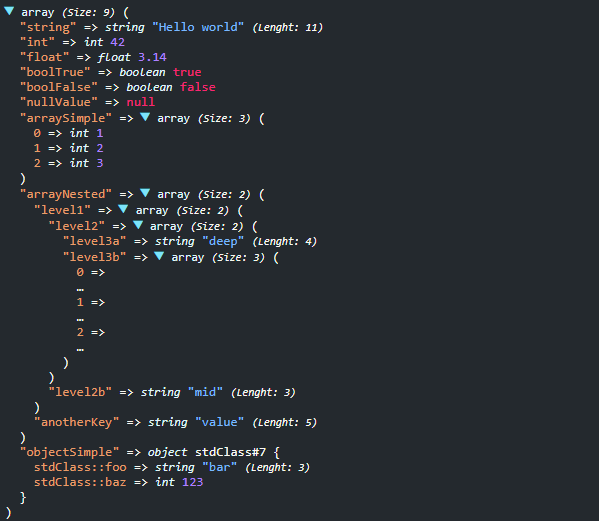 ▼ array (Size: 9) (
"string" => string "Hello world" (Lenght: 11)
"int" => int 42
"float" => float 3.14
"boolTrue" => boolean true
"boolFalse" => boolean false
"nullValue" => null
"arraySimple" => ▼ array (Size: 3) (
0 => int 1
1 => int 2
2 => int 3
)
"arrayNested" => ▼ array (Size: 2) (
"level1" => ▼ array (Size: 2) (
"level2" => ▼ array (Size: 2) (
"level3a" => string "deep" (Lenght: 4)
"level3b" => ▼ array (Size: 3) (
0 =>
…
1 =>
…
2 =>
…
)
)
"level2b" => string "mid" (Lenght: 3)
)
"anotherKey" => string "value" (Lenght: 5)
)
"objectSimple" => object stdClass#7 {
stdClass::foo => string "bar" (Lenght: 3)
stdClass::baz => int 123
}
)